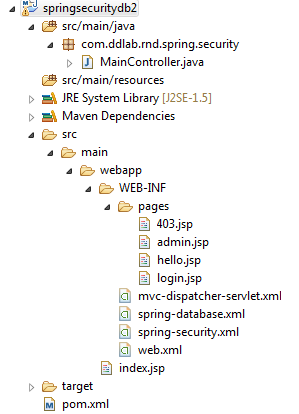 springsecuritydb2
src/main/java
com.ddlab.rnd.spring.security
MainController.java
src/main/resources
JRE System Library [J2SE-1.5]
Maven Dependencies
src
main
webapp
WEB-INF
pages
403.jsp
admin.jsp
hello.jsp
login.jsp
mvc-dispatcher-servlet.xml
spring-database.xml
spring-security.xml
web.xml
index.jsp
target
pom.xml